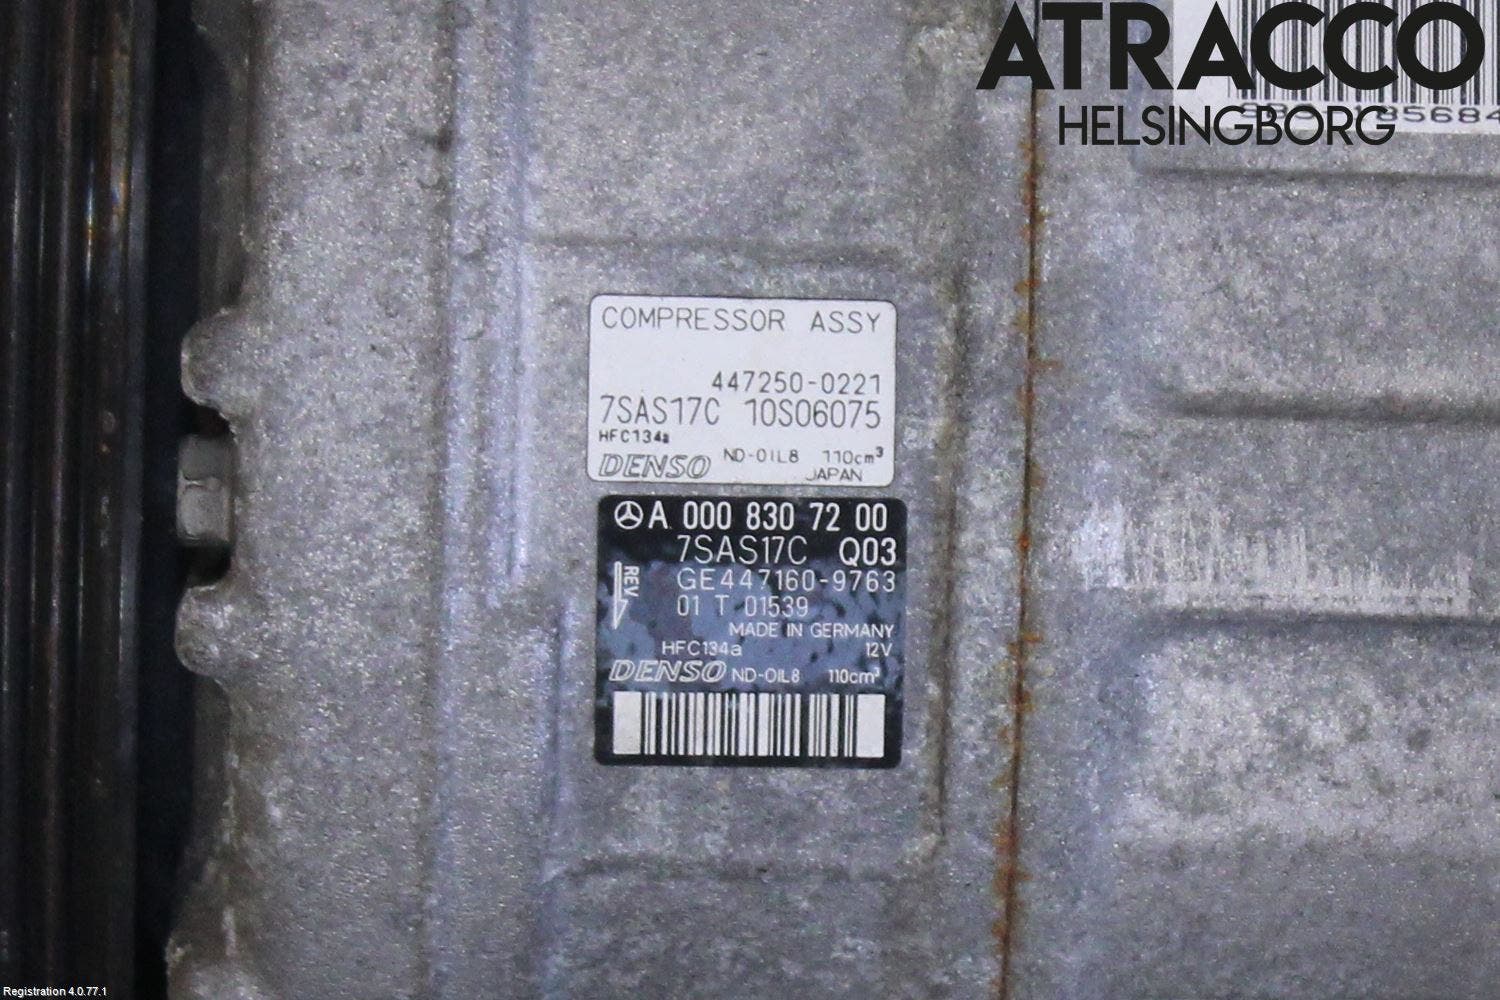 ATRACCO
HELSINGBORG
COMPRESSOR ASSY
447250-0221
7SAS17C 10S06075
HFC134a
DENSO ND-OIL8 110cm³
JAPAN
A 000 830 72 00
7SAS17C Q03
REV
GE447160-9763
01 T 01539
MADE IN GERMANY
HFC134a 12V
DENSO ND-OIL8 110cm³
Registration 4.0.77.1